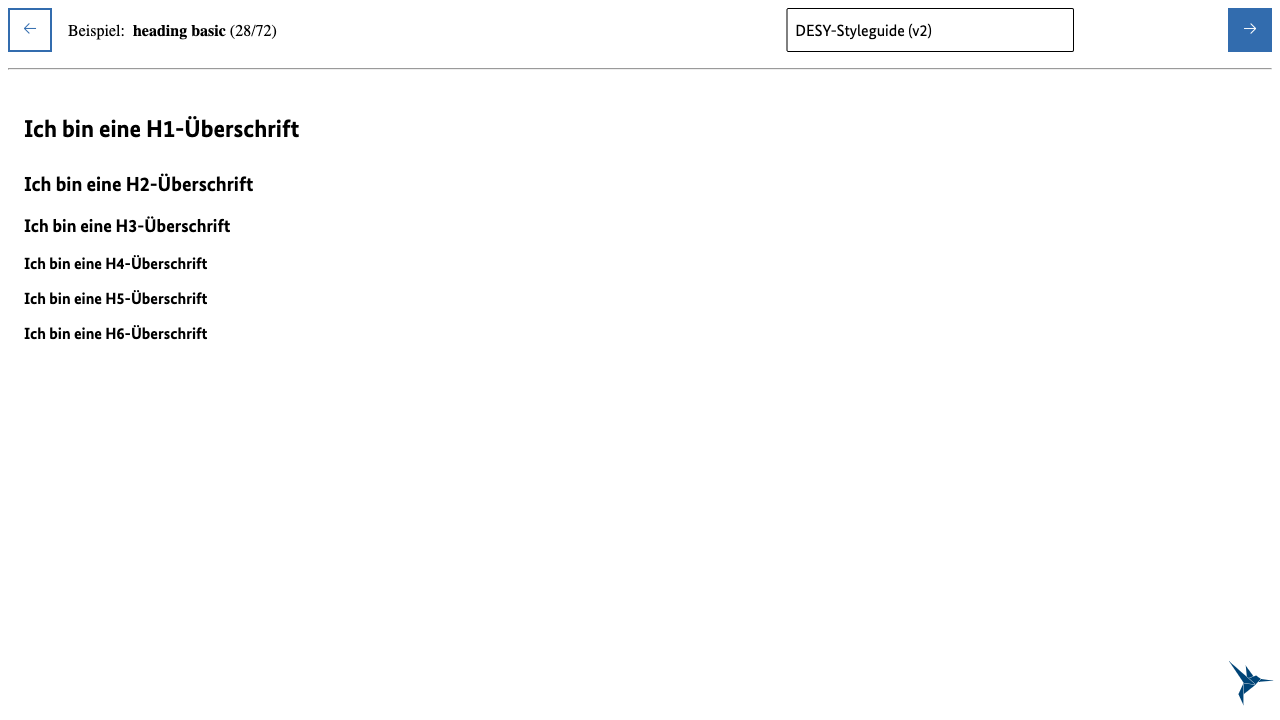 Beispiel: heading basic (28/72)
DESY-Styleguide (v2)
Ich bin eine H1-Überschrift
Ich bin eine H2-Überschrift
Ich bin eine H3-Überschrift
Ich bin eine H4-Überschrift
Ich bin eine H5-Überschrift
Ich bin eine H6-Überschrift